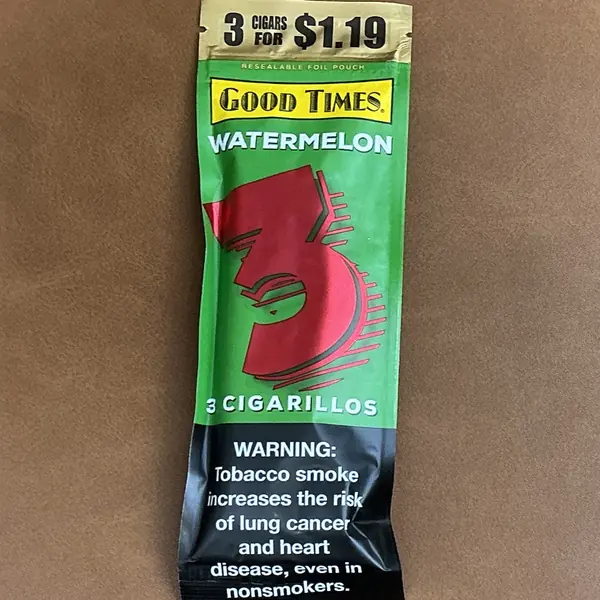 3 CIGARS FOR $1.19
RESEALABLE FOIL POUCH
GOOD TIMES®
WATERMELON
3
3 CIGARILLOS
WARNING:
Tobacco smoke
increases the risk
of lung cancer
and heart
disease, even in
nonsmokers.